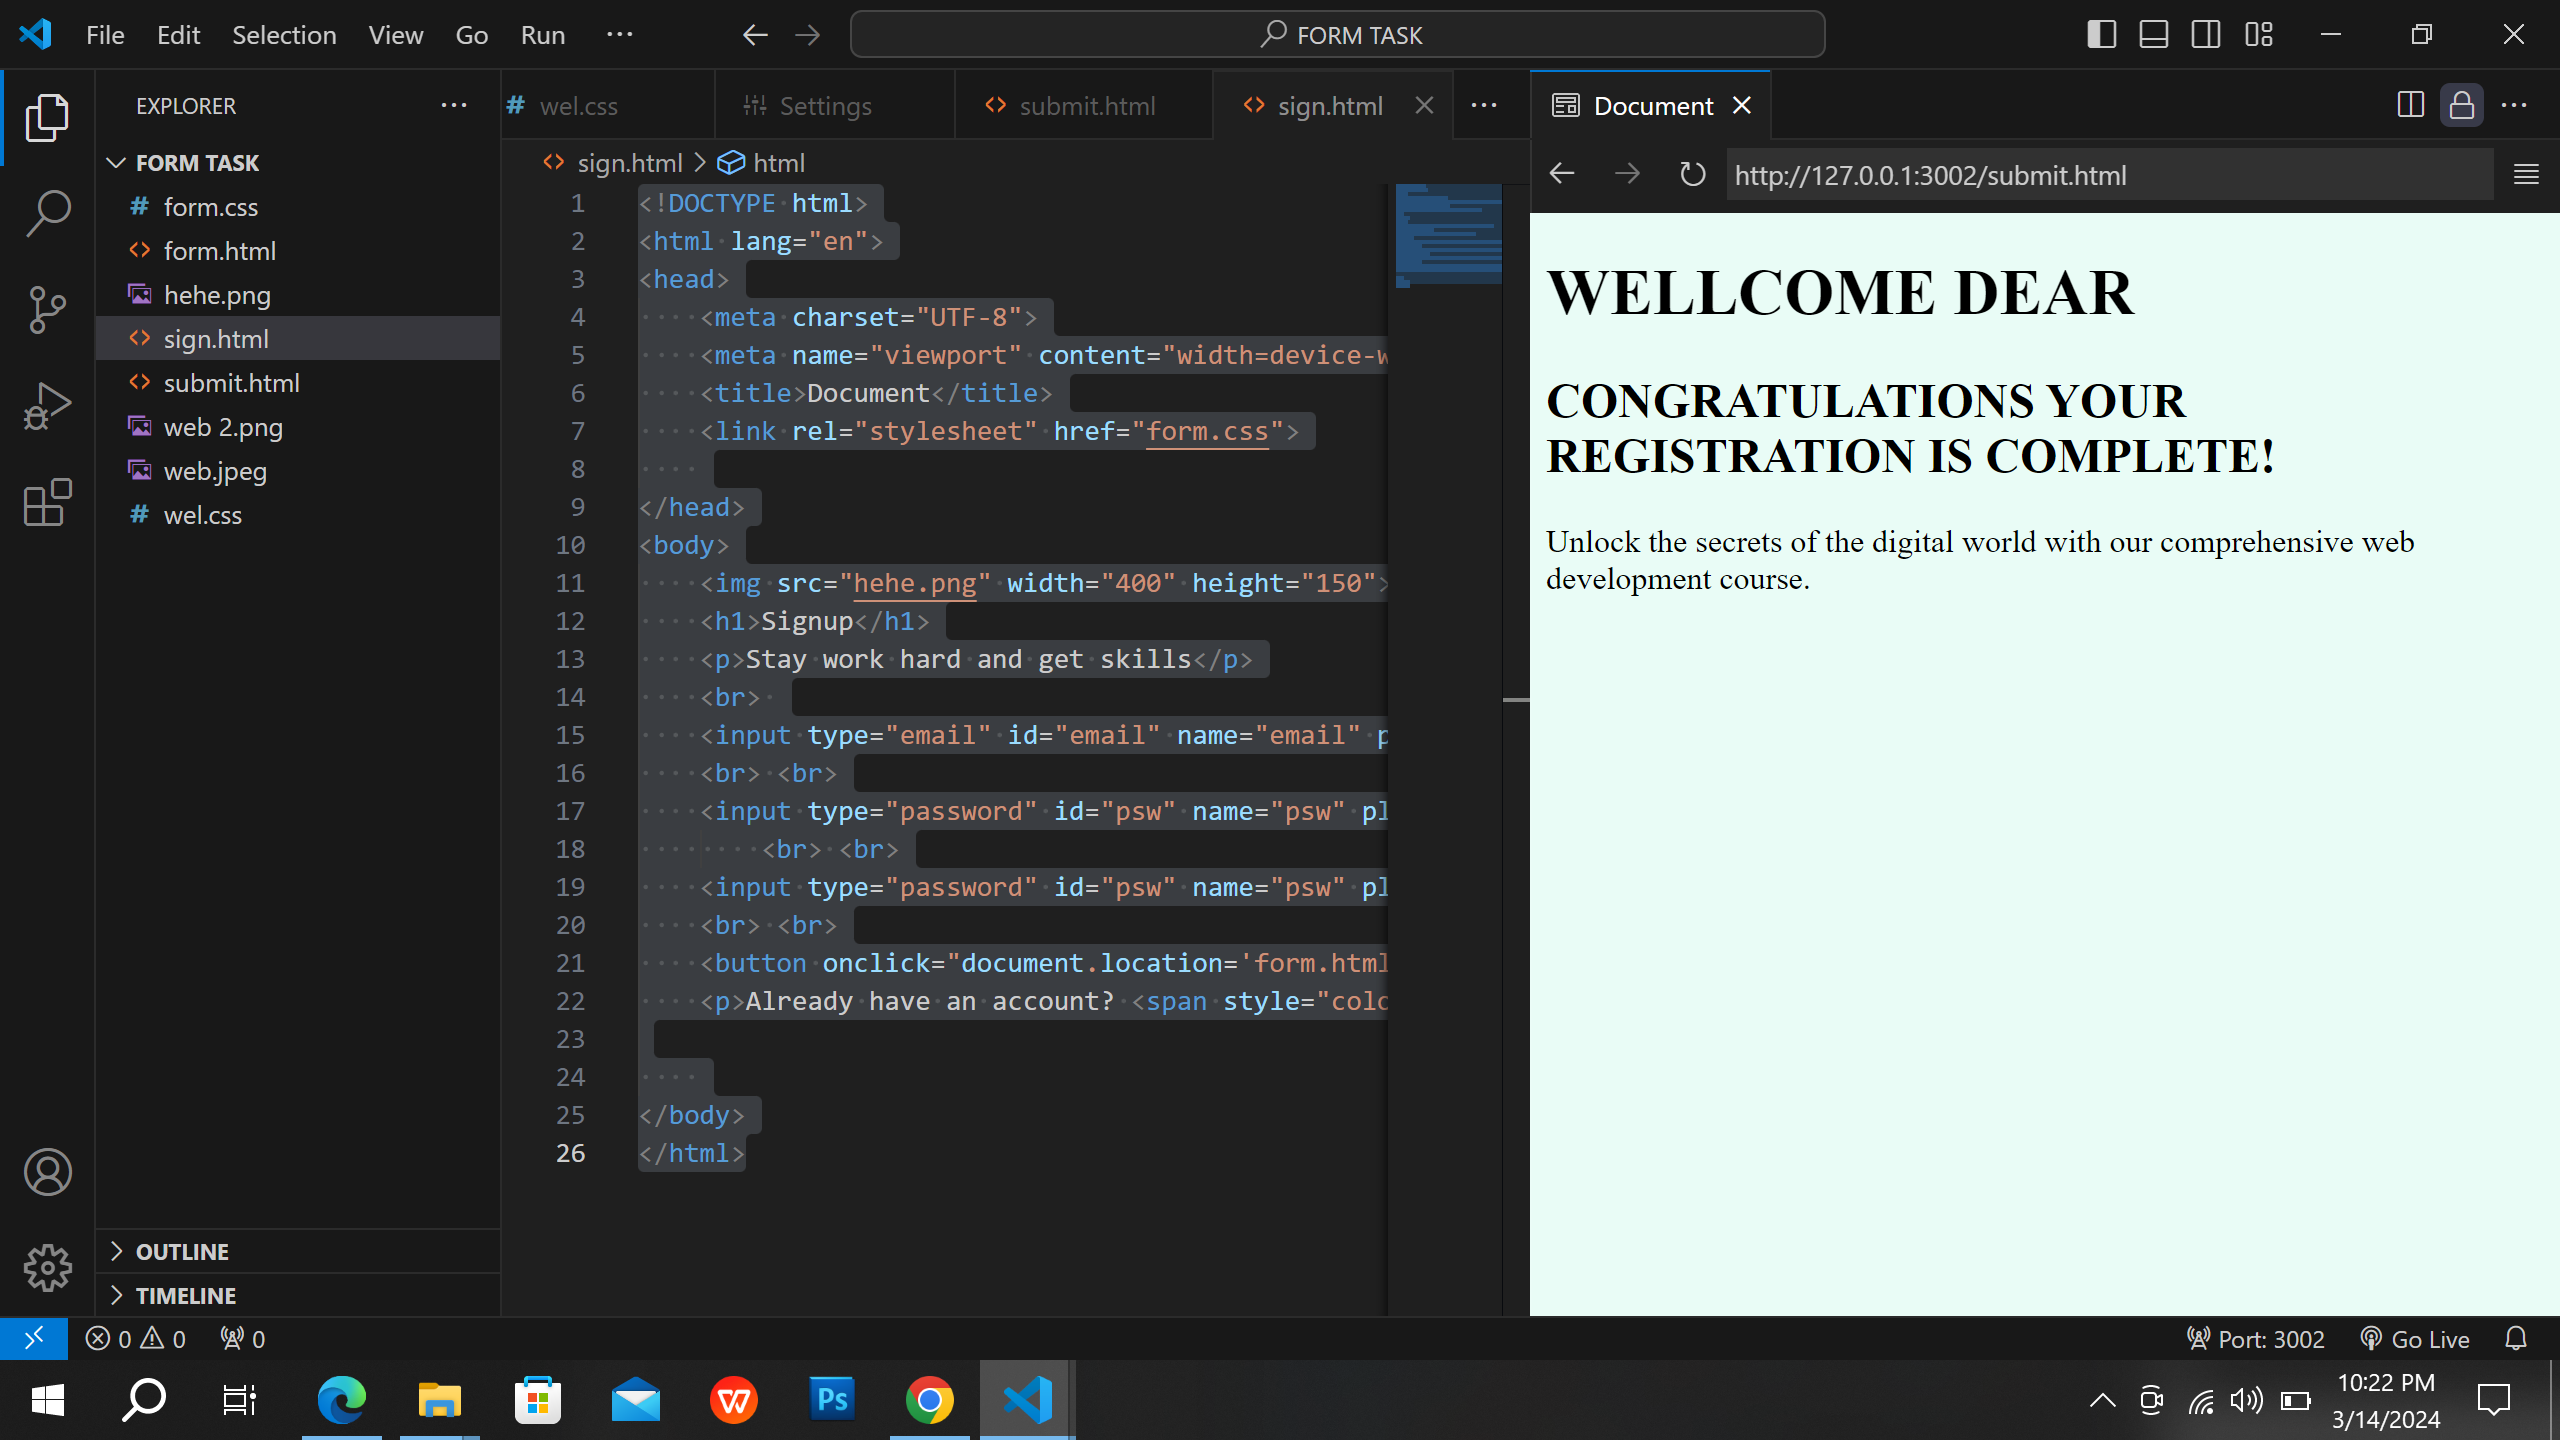 File Edit Selection View Go Run ··· FORM TASK
EXPLORER
FORM TASK
form.css
form.html
hehe.png
sign.html
submit.html
web 2.png
web.jpeg
wel.css
OUTLINE
TIMELINE
wel.css Settings submit.html sign.html
sign.html > html
1 <!DOCTYPE html>
2 <html lang="en">
3 <head>
4 <meta charset="UTF-8">
5 <meta name="viewport" content="width=device-w
6 <title>Document</title>
7 <link rel="stylesheet" href="form.css">
8
9 </head>
10 <body>
11 <img src="hehe.png" width="400" height="150">
12 <h1>Signup</h1>
13 <p>Stay work hard and get skills</p>
14 <br>
15 <input type="email" id="email" name="email" p
16 <br> <br>
17 <input type="password" id="psw" name="psw" pl
18 <br> <br>
19 <input type="password" id="psw" name="psw" pl
20 <br> <br>
21 <button onclick="document.location='form.html
22 <p>Already have an account? <span style="colo
23
24
25 </body>
26 </html>
Document
http://127.0.0.1:3002/submit.html
WELLCOME DEAR
CONGRATULATIONS YOUR
REGISTRATION IS COMPLETE!
Unlock the secrets of the digital world with our comprehensive web
development course.
0 0 0 Port: 3002 Go Live
Ps
10:22 PM
3/14/2024